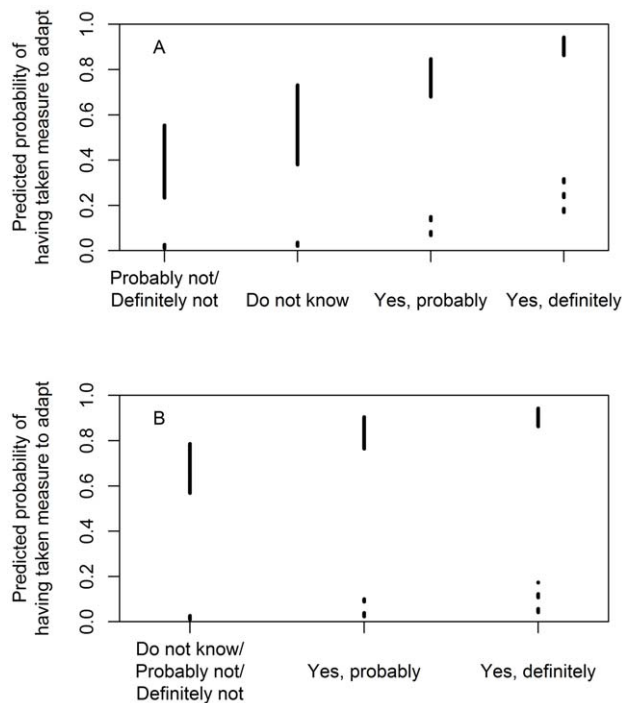 A
Predicted probability of
having taken measure to adapt
1.0
0.8
0.6
0.4
0.2
0.0
Probably not/
Definitely not
Do not know
Yes, probably
Yes, definitely
B
Predicted probability of
having taken measure to adapt
1.0
0.8
0.6
0.4
0.2
0.0
Do not know/
Probably not/
Definitely not
Yes, probably
Yes, definitely